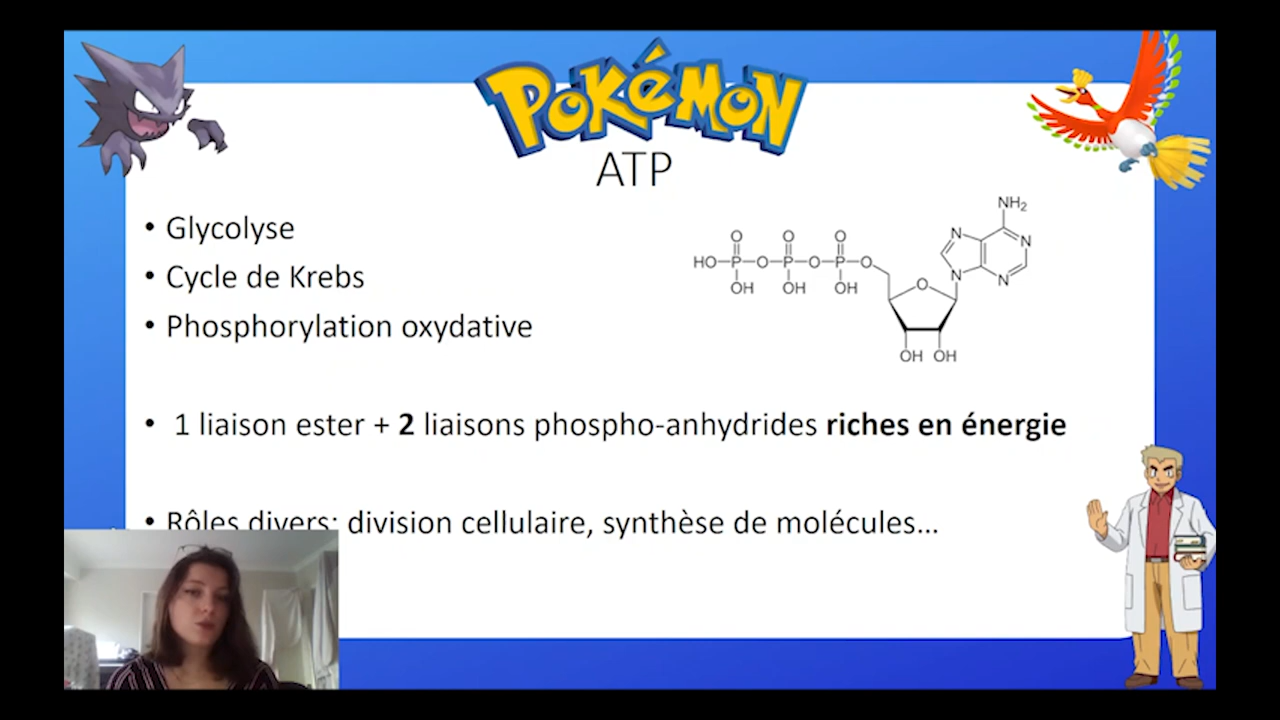 POKéMON
ATP
• Glycolyse
• Cycle de Krebs
• Phosphorylation oxydative
NH₂
N
N
N
N
O
O
O
HO
P
O
P
O
P
O
O
OH
OH
OH
OH
OH
• 1 liaison ester + 2 liaisons phospho-anhydrides riches en énergie
• Rôles divers: division cellulaire, synthèse de molécules...